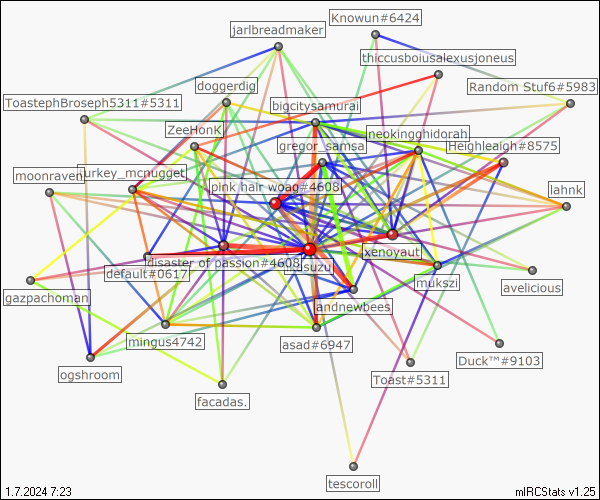 Knowun#6424
jarlbreadmaker
thiccusboiusalexusjoneus
doggerdig
Random Stuf6#5983
ToastephBroseph5311#5311
bigcitysamurai
ZeeHonK
neokingghidorah
gregor_samsa
Heighleaigh#8575
moonraven
turkey_mcnugget
pink hair woag#4608
lahnk
xenoyaut
disaster of passion#4608
default#0617
mukszi
avelicious
gazpachoman
andnewbees
mingus4742
asad#6947
Duck™#9103
ogshroom
Toast#5311
facadas.
tescoroll
1.7.2024 7:23
mIRCStats v1.25